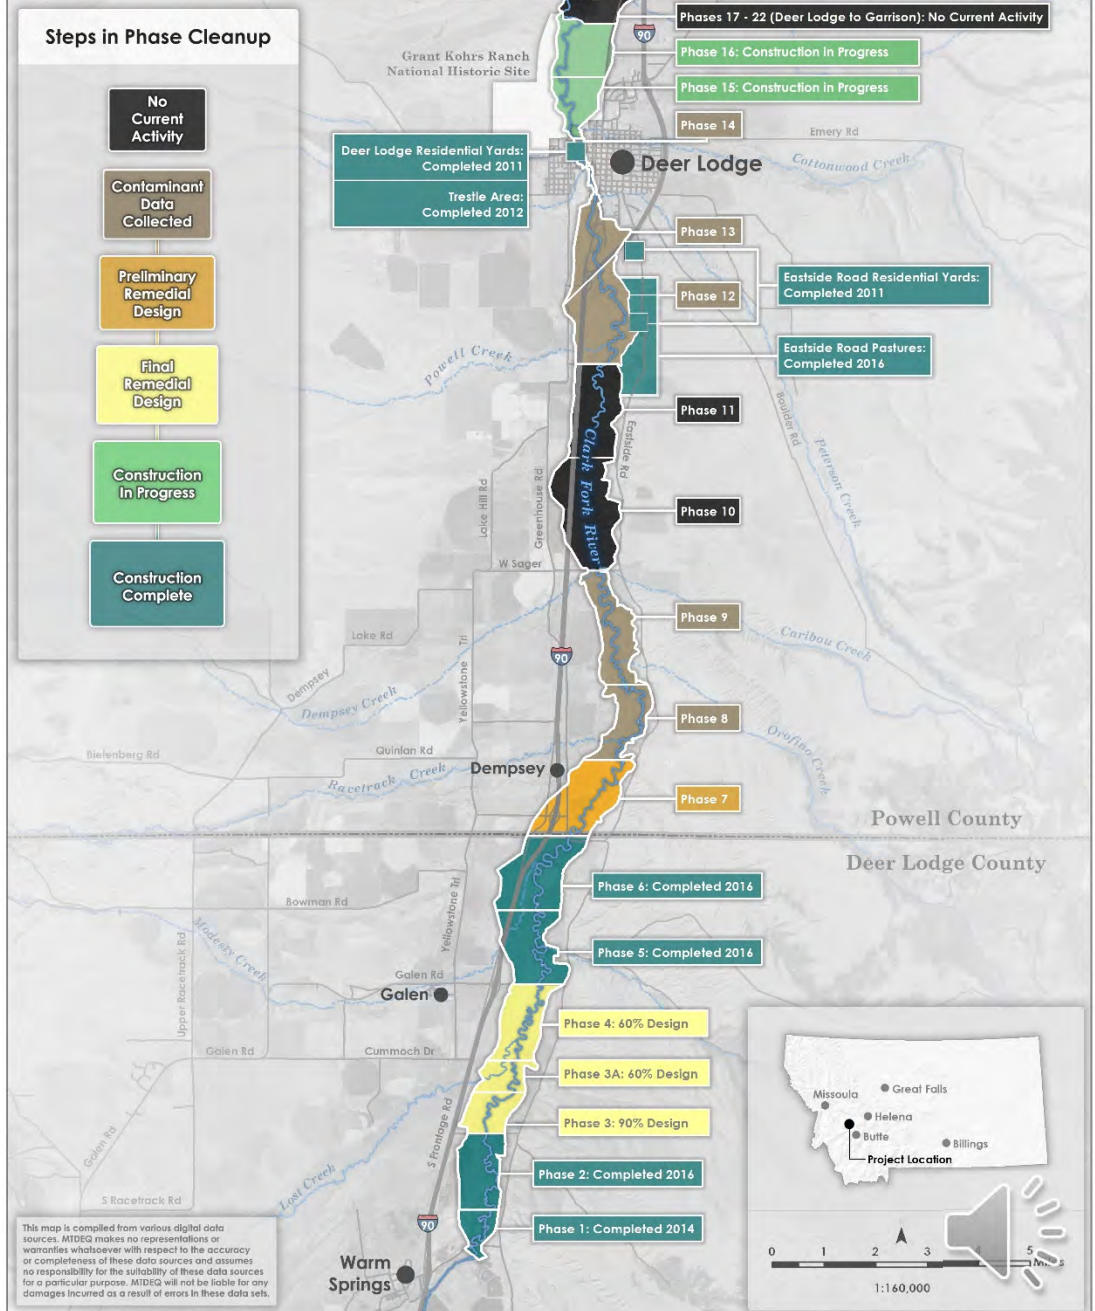 Steps in Phase Cleanup
No
Current
Activity
Contaminant
Data
Collected
Preliminary
Remedial
Design
Final
Remedial
Design
Construction
In Progress
Construction
Complete
Phases 17 - 22 (Deer Lodge to Garrison): No Current Activity
90
Grant Kohrs Ranch
National Historic Site
Phase 16: Construction in Progress
Phase 15: Construction in Progress
Phase 14
Emery Rd
Cottonwood Creek
Deer Lodge Residential Yards:
Completed 2011
Trestle Area:
Completed 2012
Deer Lodge
Phase 13
Phase 12
Eastside Road Residential Yards:
Completed 2011
Eastside Road Pastures:
Completed 2016
Powell Creek
Phase 11
Boulder Rd
Eastside Rd
Clark Fork River
Peterson Creek
Lake Hill Rd
Greenhouse Rd
Phase 10
W Sager
Phase 9
Caribou Creek
Lake Rd
90
Yellowstone Trl
Dempsey
Dempsey Creek
Phase 8
Orofino Creek
Bielenberg Rd
Quinlan Rd
Racetrack Creek
Dempsey
Phase 7
Powell County
Deer Lodge County
Phase 6: Completed 2016
Bowman Rd
Yellowstone Trl
Modesty Creek
Upper Racetrack Rd
Phase 5: Completed 2016
Galen Rd
Galen
Phase 4: 60% Design
Galen Rd
Cummoch Dr
Phase 3A: 60% Design
Phase 3: 90% Design
S Frontage Rd
Galen Rd
Lost Creek
Phase 2: Completed 2016
S Racetrack Rd
90
Phase 1: Completed 2014
Warm
Springs
This map is compiled from various digital data
sources. MTDEQ makes no representations or
warranties whatsoever with respect to the accuracy
or completeness of these data sources and assumes
no responsibility for the suitability of these data sources
for a particular purpose. MTDEQ will not be liable for any
damages incurred as a result of errors in these data sets.
Missoula
Great Falls
Helena
Butte
Billings
Project Location
0 1 2 3 4 5
Miles
1:160,000